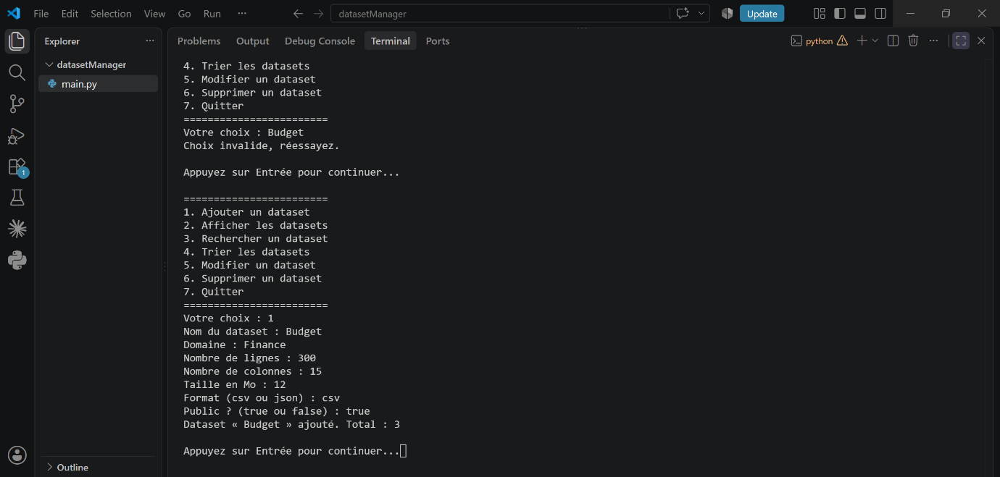 File Edit Selection View Go Run ··· datasetManager Update
Explorer ···
datasetManager
main.py
1
Outline
Problems Output Debug Console Terminal Ports python ···
4. Trier les datasets
5. Modifier un dataset
6. Supprimer un dataset
7. Quitter
========================
Votre choix : Budget
Choix invalide, réessayez.
Appuyez sur Entrée pour continuer...
========================
1. Ajouter un dataset
2. Afficher les datasets
3. Rechercher un dataset
4. Trier les datasets
5. Modifier un dataset
6. Supprimer un dataset
7. Quitter
========================
Votre choix : 1
Nom du dataset : Budget
Domaine : Finance
Nombre de lignes : 300
Nombre de colonnes : 15
Taille en Mo : 12
Format (csv ou json) : csv
Public ? (true ou false) : true
Dataset « Budget » ajouté. Total : 3
Appuyez sur Entrée pour continuer...